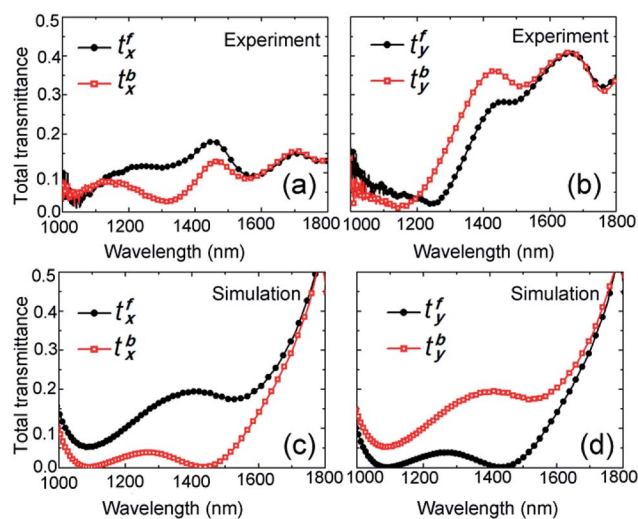 0.5
0.4
0.3
0.2
0.1
0.0
Total transmittance
t_x^f
t_x^b
Experiment
(a)
1000 1200 1400 1600 1800
Wavelength (nm)
t_y^f
t_y^b
Experiment
(b)
1000 1200 1400 1600 1800
Wavelength (nm)
0.5
0.4
0.3
0.2
0.1
0.0
Total transmittance
t_x^f
t_x^b
Simulation
(c)
1000 1200 1400 1600 1800
Wavelength (nm)
t_y^f
t_y^b
Simulation
(d)
1000 1200 1400 1600 1800
Wavelength (nm)